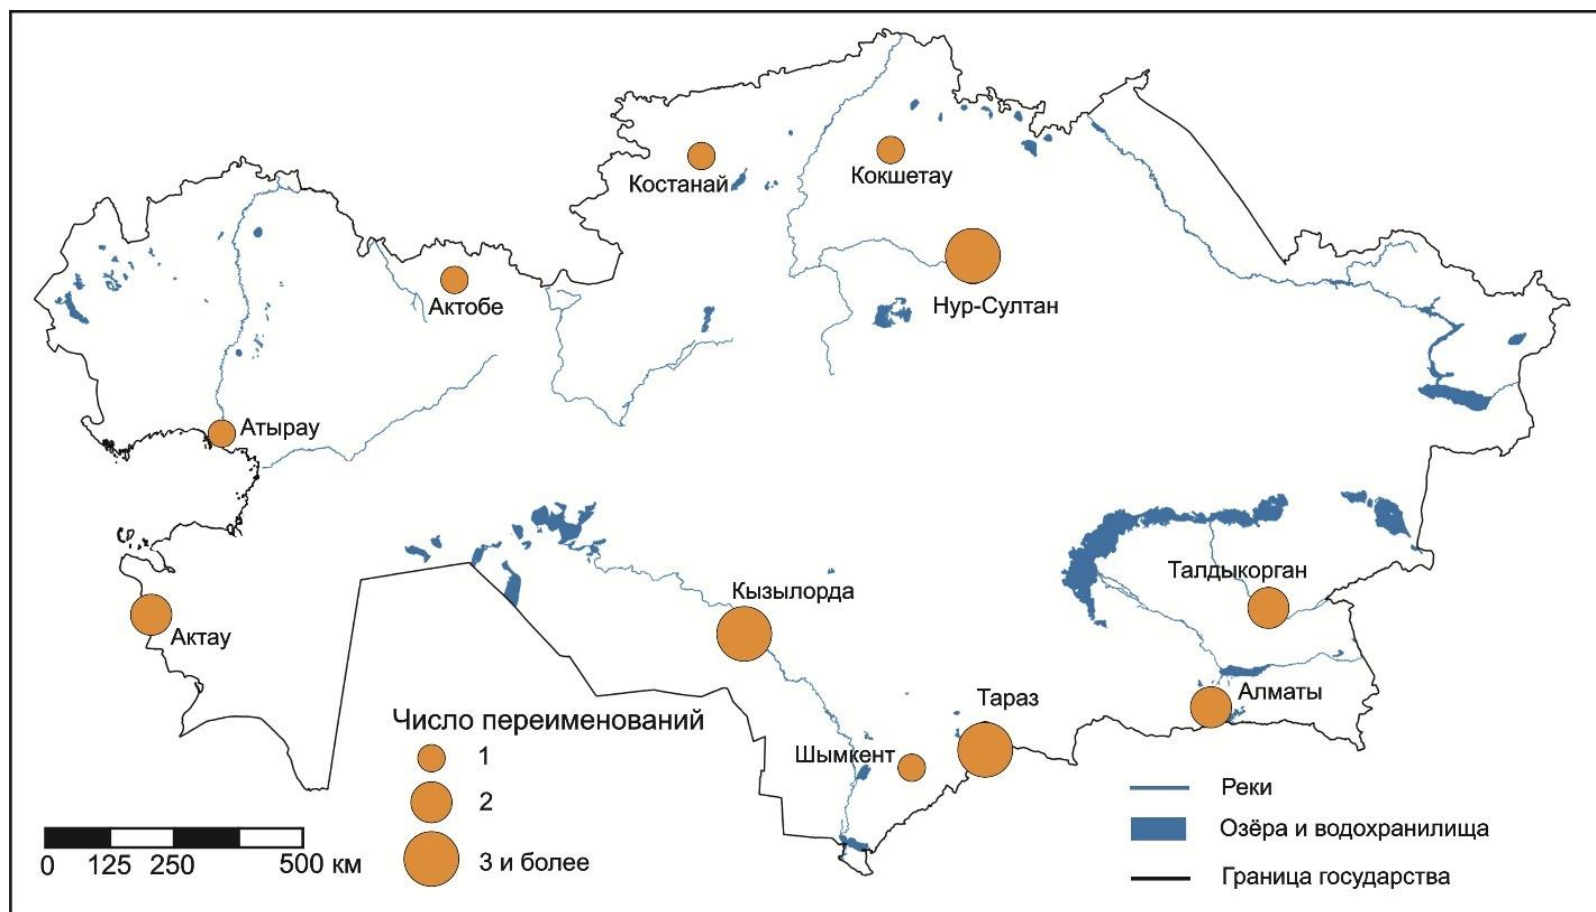 Костанай
Кокшетау
Актобе
Нур-Султан
Атырау
Талдыкорган
Кызылорда
Актау
Тараз
Алматы
Шымкент
Число переименований
1
2
3 и более
0 125 250 500 км
Реки
Озёра и водохранилища
Граница государства